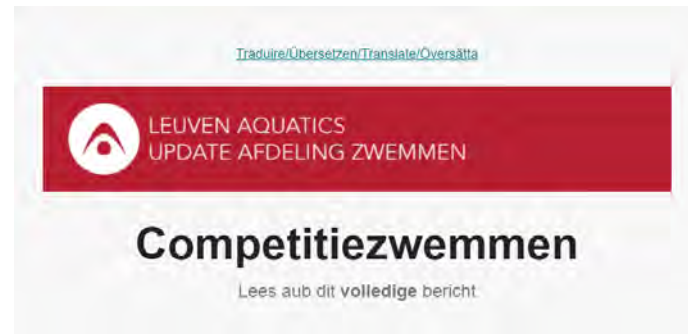 Traduire/Übersetzen/Translate/Översätta
LEUVEN AQUATICS
UPDATE AFDELING ZWEMMEN
Competitiezwemmen
Lees aub dit volledige bericht